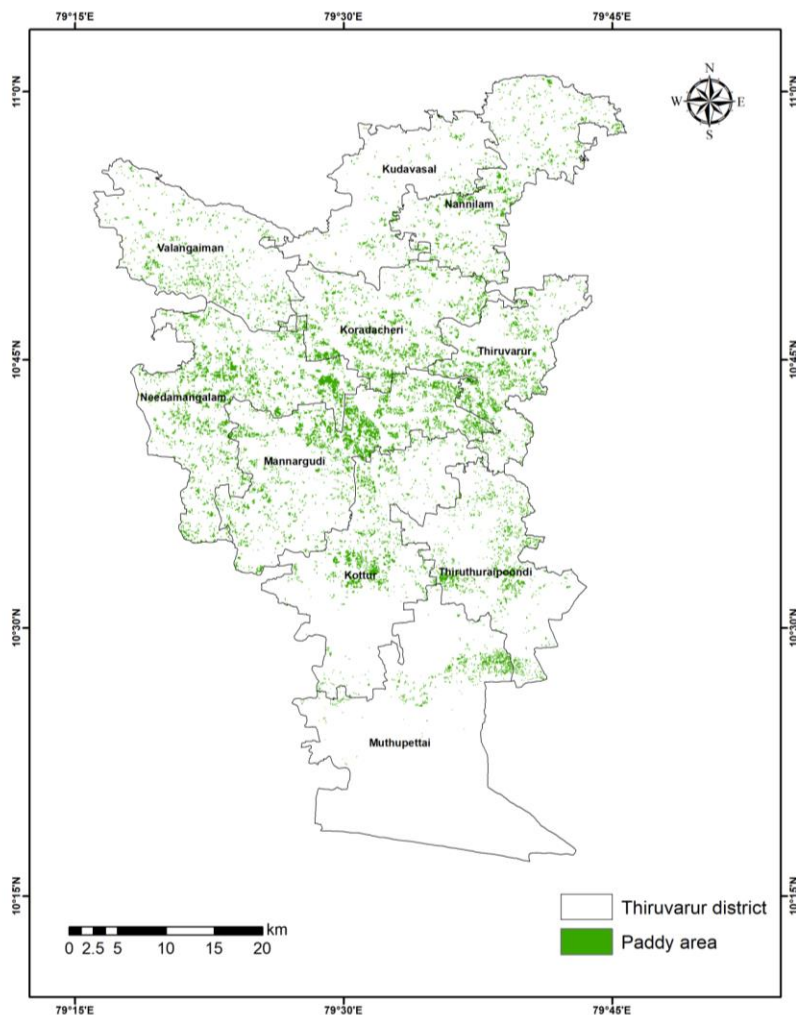 79°15'E 79°30'E 79°45'E
11°0'N 11°0'N
N
W E
S
Kudavasal
Nannilam
Valangaiman
Koradacheri
Thiruvarur
10°45'N 10°45'N
Needamangalam
Mannargudi
Kottur
Thiruthuraipoondi
10°30'N 10°30'N
Muthupettai
10°15'N 10°15'N
Thiruvarur district
km
0 2.5 5 10 15 20
Paddy area
79°15'E 79°30'E 79°45'E